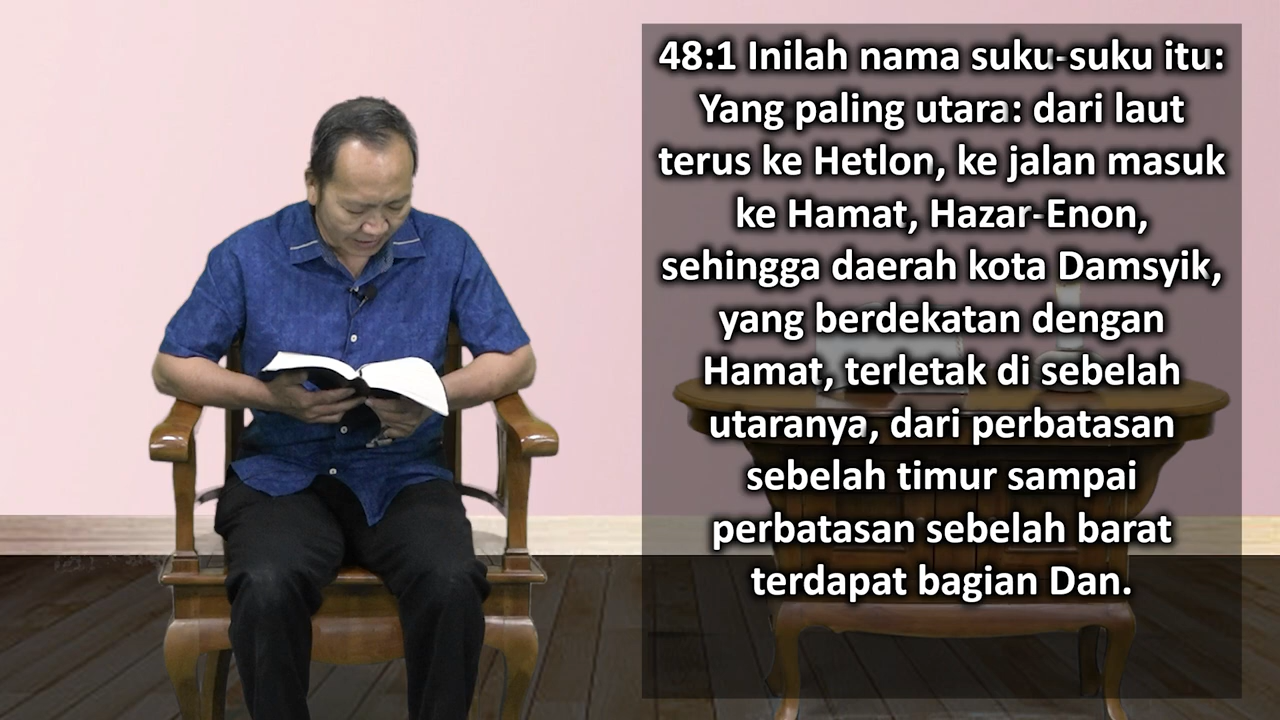 48:1 Inilah nama suku-suku itu:
Yang paling utara: dari laut
terus ke Hetlon, ke jalan masuk
ke Hamat, Hazar-Enon,
sehingga daerah kota Damsyik,
yang berdekatan dengan
Hamat, terletak di sebelah
utaranya, dari perbatasan
sebelah timur sampai
perbatasan sebelah barat
terdapat bagian Dan.